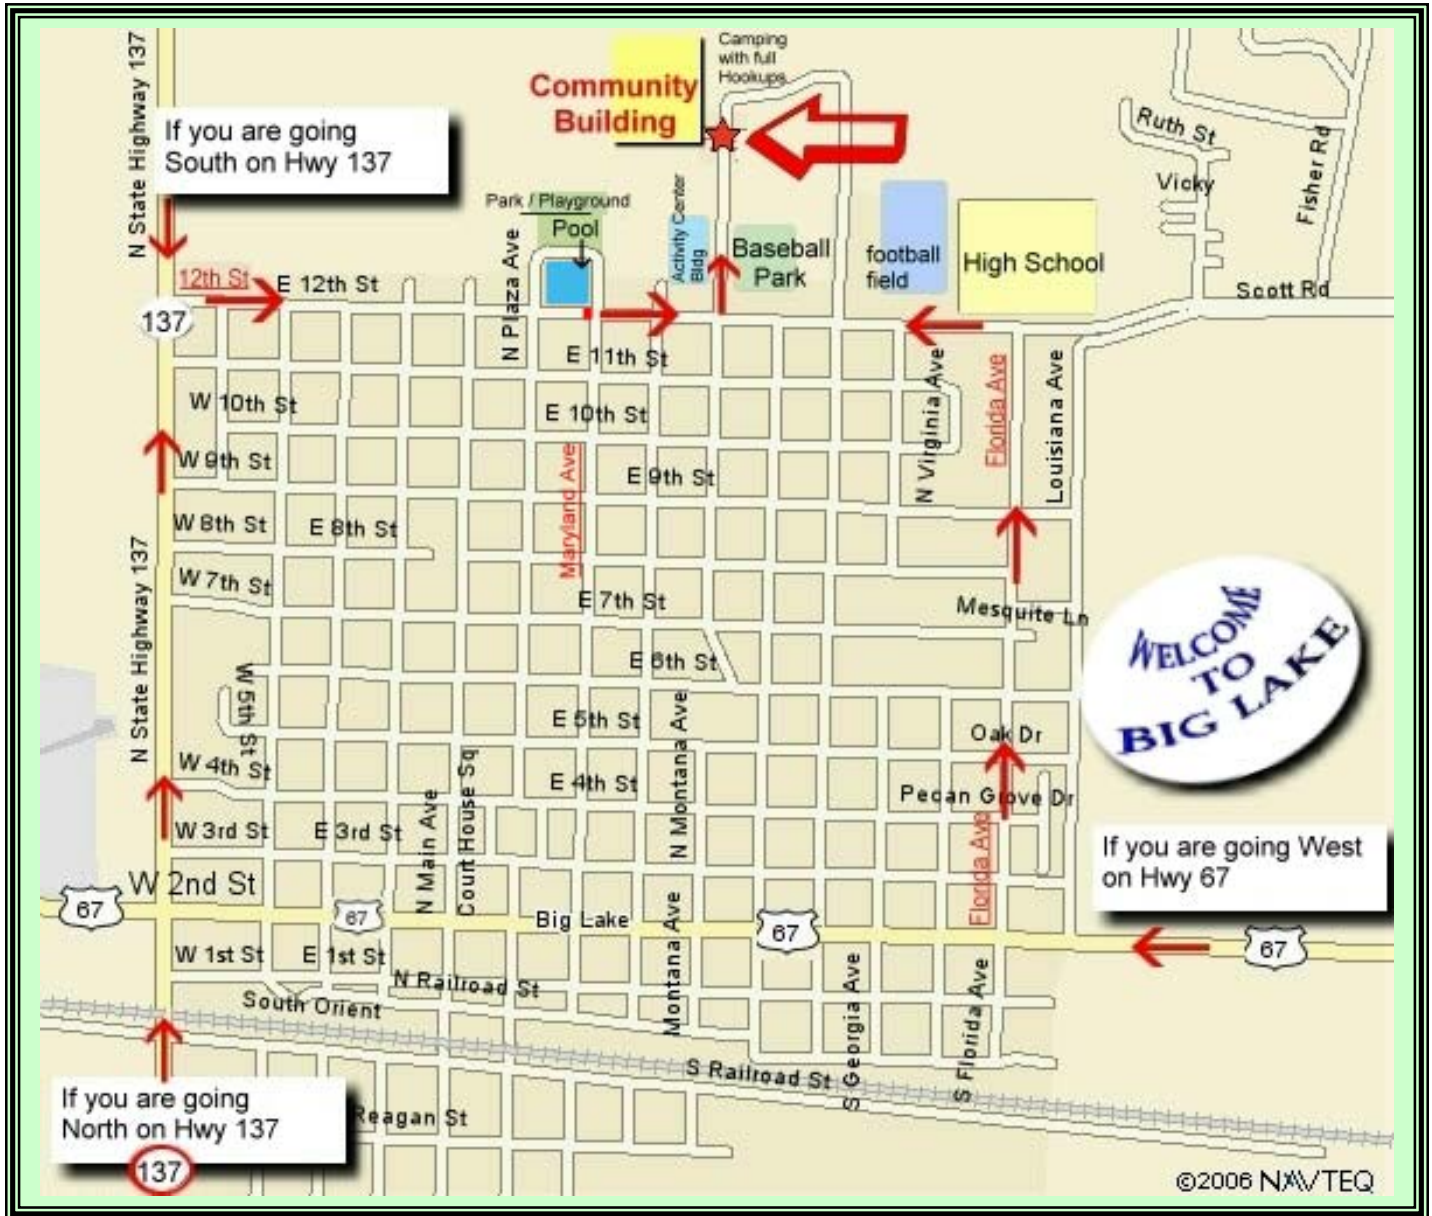 N State Highway 137
If you are going
South on Hwy 137
Community
Building
Camping
with full
Hookups
Park / Playground
Pool
Activity Center
Bldg
Baseball
Park
football
field
High School
Ruth St
Vicky
Fisher Rd
Scott Rd
12th St
E 12th St
137
N Plaza Ave
E 11th St
W 10th St
E 10th St
N Virginia Ave
Florida Ave
Louisiana Ave
W 9th St
E 9th St
Maryland Ave
W 8th St
E 8th St
N State Highway 137
W 7th St
E 7th St
Mesquite Ln
WELCOME
TO
BIG LAKE
E 6th St
W 5th St
E 5th St
N Montana Ave
Oak Dr
W 4th St
Court House Sq
E 4th St
Pecan Grove Dr
W 3rd St
E 3rd St
N Main Ave
Florida Ave
If you are going West
on Hwy 67
W 2nd St
67
67
Big Lake
67
67
W 1st St
E 1st St
Montana Ave
N Railroad St
South Orient
S Georgia Ave
S Florida Ave
S Railroad St
If you are going
North on Hwy 137
137
Reagan St
©2006 NAVTEQ